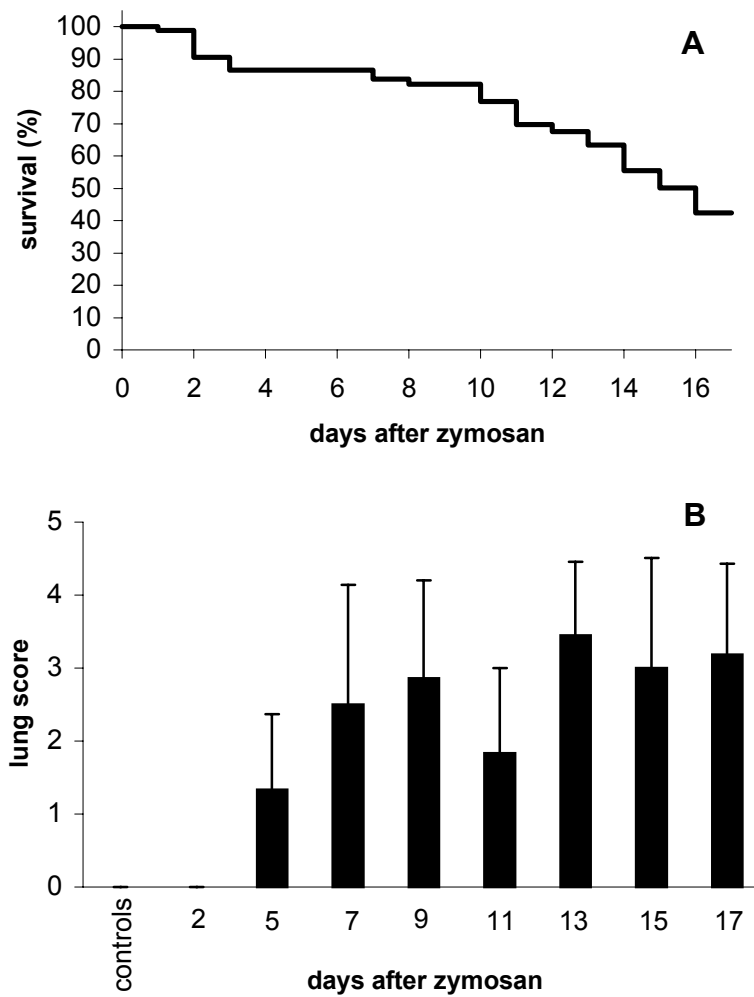 A
survival (%)
100
90
80
70
60
50
40
30
20
10
0
0 2 4 6 8 10 12 14 16
days after zymosan
B
lung score
5
4
3
2
1
0
controls 2 5 7 9 11 13 15 17
days after zymosan